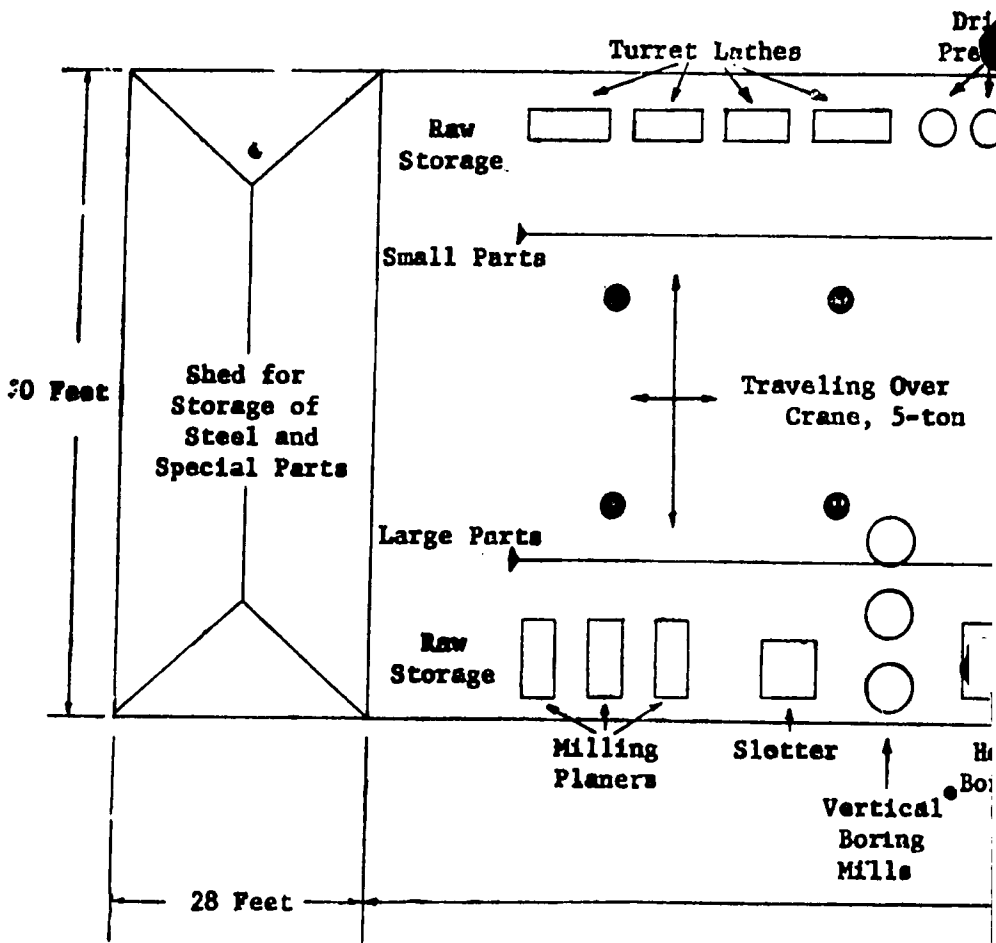 Turret Lathes
Raw
Storage
Small Parts
Feet
Shed for
Storage of
Steel and
Special Parts
Traveling Over
Crane, 5-ton
Large Parts
Raw
Storage
Milling
Planers
Slotter
Vertical
Boring
Mills
28 Feet